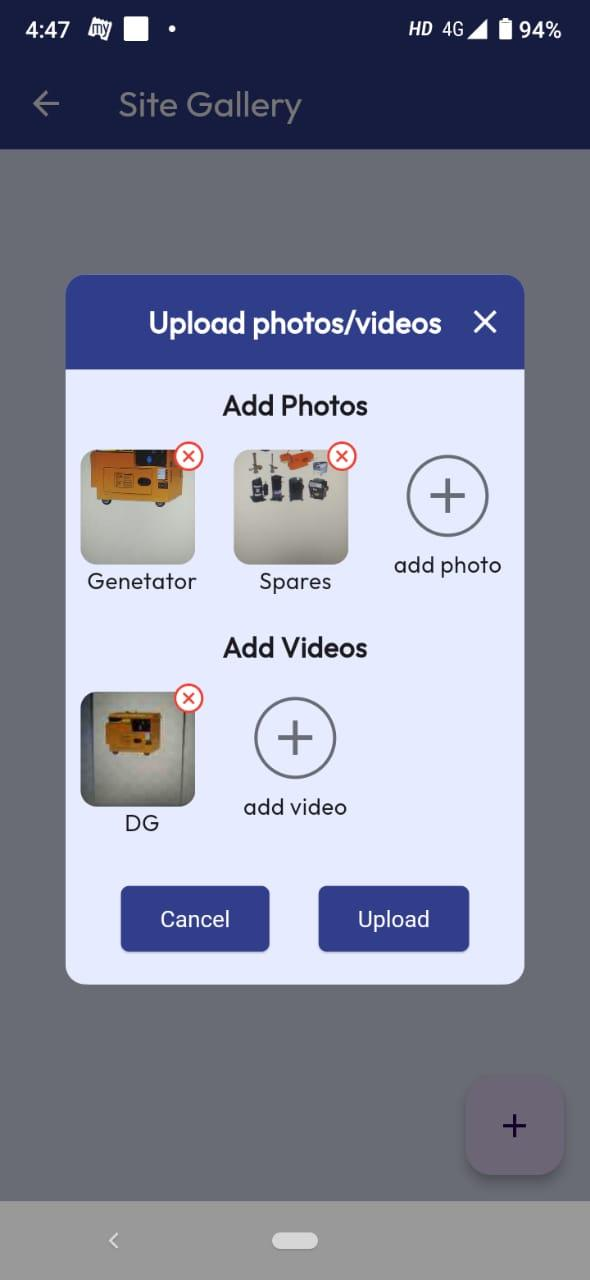 4:47 my HD 4G 94%
Site Gallery
Upload photos/videos
Add Photos
Genetator Spares add photo
Add Videos
DG add video
Cancel Upload